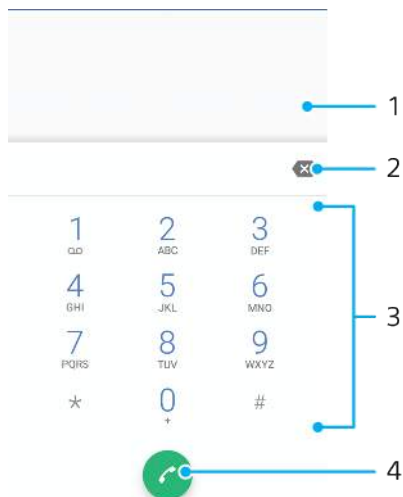 1
2
1 2 3
ABC DEF
4 5 6
GHI JKL MNO
3
7 8 9
PQRS TUV WXYZ
* 0 #
+
4